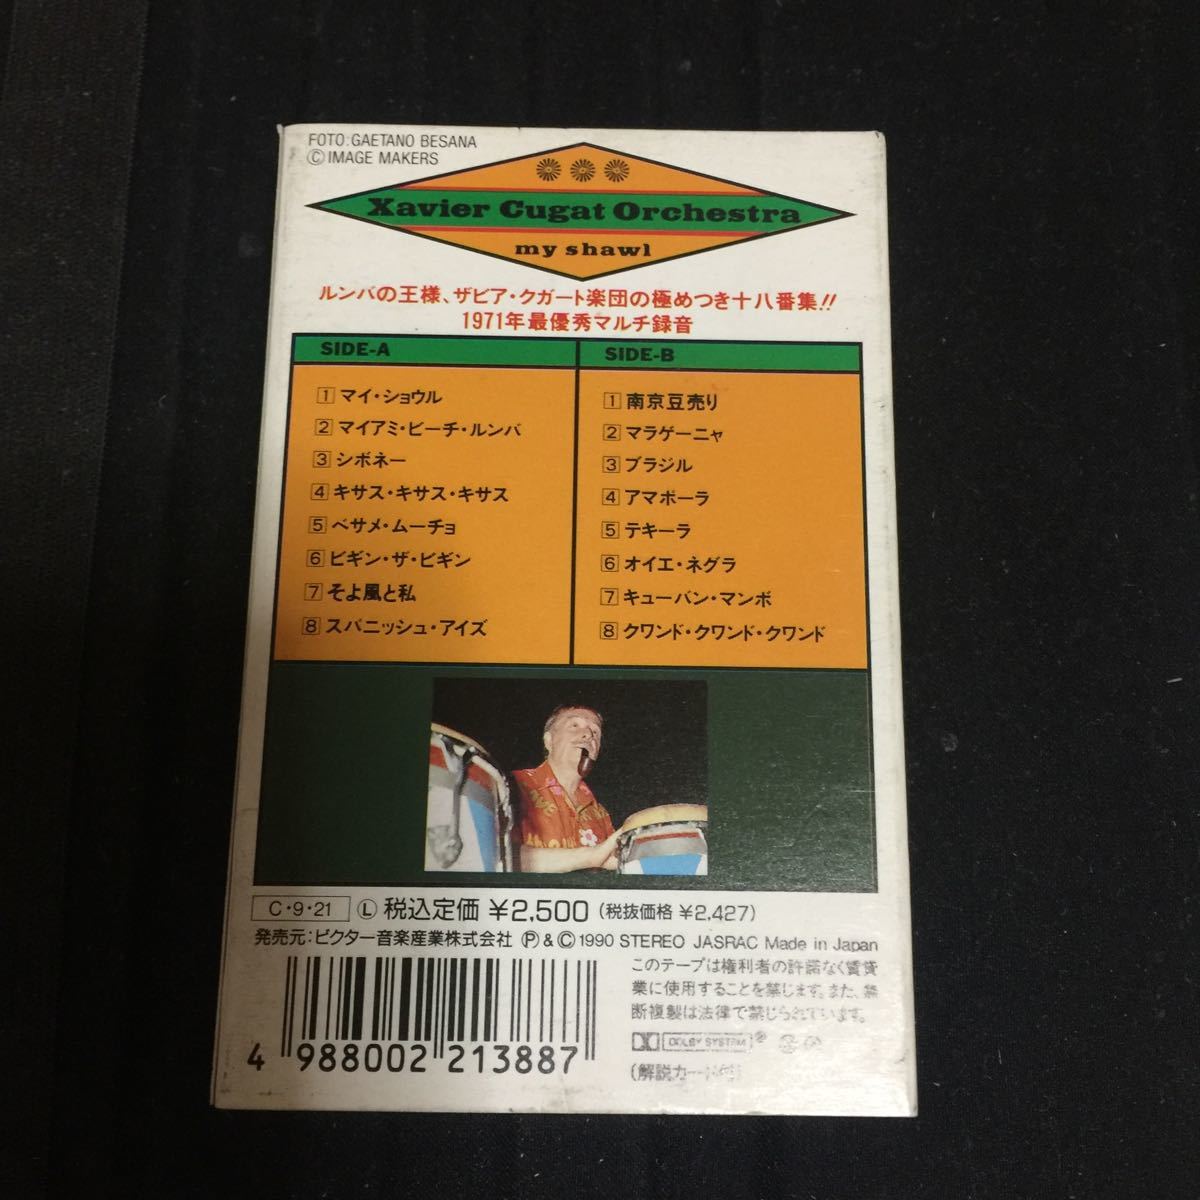 FOTO:GAETANO BESANA
© IMAGE MAKERS
Xavier Cugat Orchestra
my shawl
ルンバの王様、ザビア・クガート楽団の極めつき十八番集!!
1971年最優秀マルチ録音
SIDE-A
1 マイ・ショウル
2 マイアミ・ビーチ・ルンバ
3 シボネー
4 キサス・キサス・キサス
5 ベサメ・ムーチョ
6 ビギン・ザ・ビギン
7 そよ風と私
8 スパニッシュ・アイズ
SIDE-B
1 南京豆売り
2 マラゲーニャ
3 ブラジル
4 アマポーラ
5 テキーラ
6 オイエ・ネグラ
7 キューバン・マンボ
8 クワンド・クワンド・クワンド
C・9・21 Ⓛ 税込定価 ¥2,500 (税抜価格 ¥2,427)
発売元:ビクター音楽産業株式会社 Ⓟ&© 1990 STEREO JASRAC Made in Japan
このテープは権利者の許諾なく賃貸
業に使用することを禁じます。また、無
断複製は法律で禁じられています。
DOLBY SYSTEM
(解説カード付)
4 988002 213887